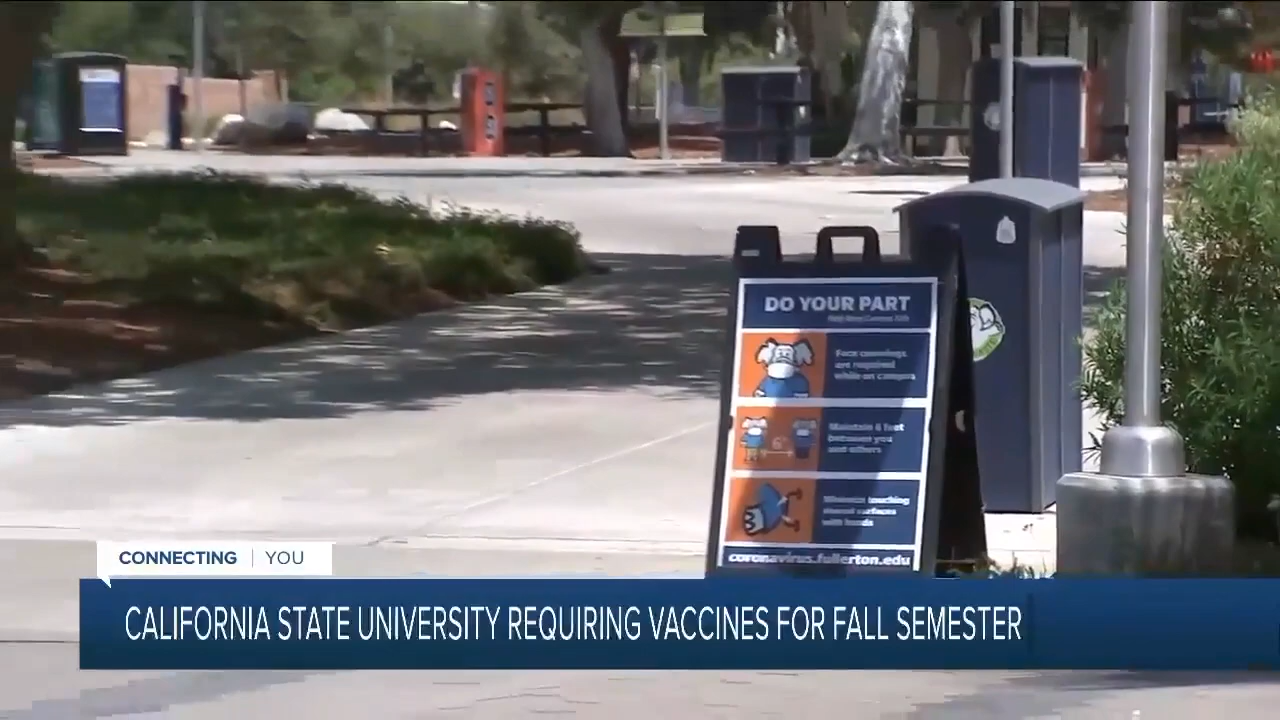 DO YOUR PART
Face coverings
are required
while on campus
6'
Maintain 6 feet
between you
and others
Minimize touching
shared surfaces
with hands
coronavirus.fullerton.edu
CONNECTING | YOU
CALIFORNIA STATE UNIVERSITY REQUIRING VACCINES FOR FALL SEMESTER